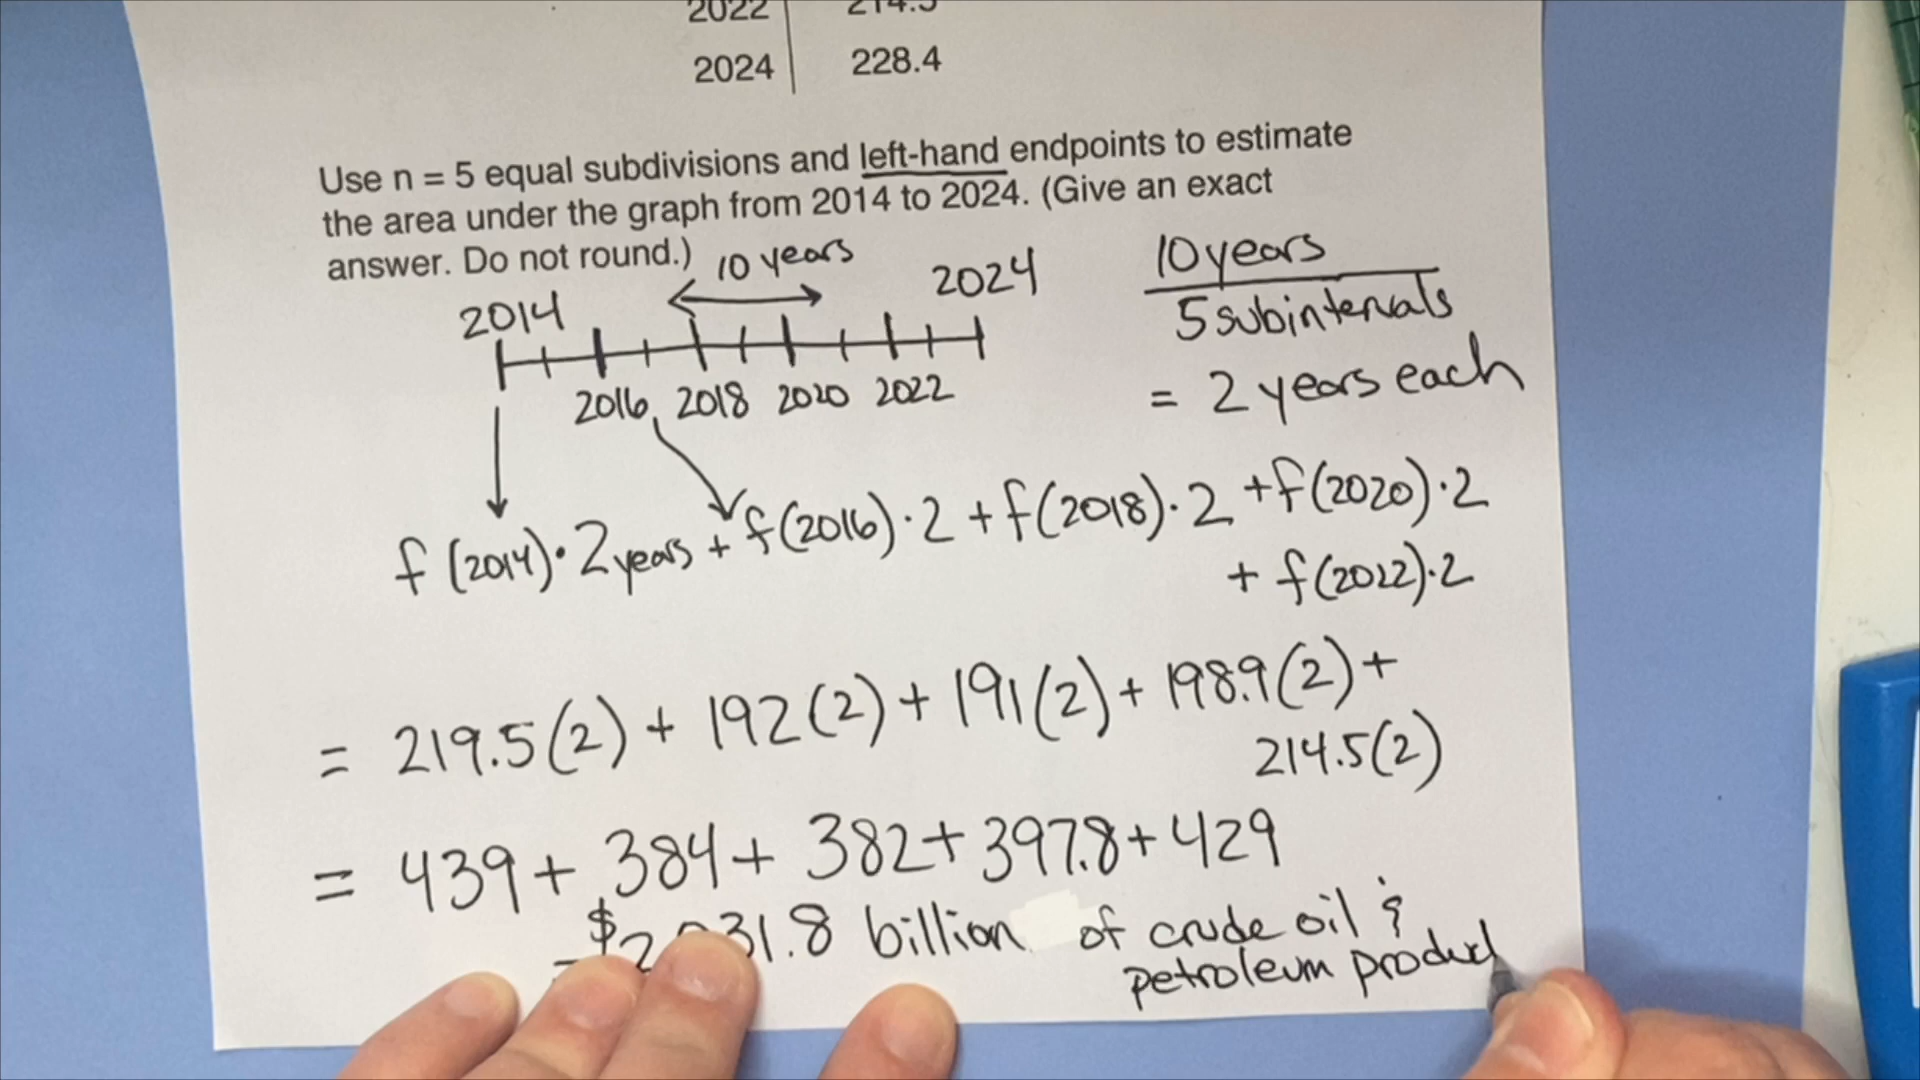 2022 214.5
2024 228.4
Use n = 5 equal subdivisions and left-hand endpoints to estimate
the area under the graph from 2014 to 2024. (Give an exact
answer. Do not round.)
10 years
2014
2024
2016 2018 2020 2022
10 years
5 subintervals
= 2 years each
f(2014)·2 years + f(2016)·2 + f(2018)·2 + f(2020)·2
+ f(2022)·2
= 219.5(2) + 192(2) + 191(2) + 198.9(2) +
214.5(2)
= 439 + 384 + 382 + 397.8 + 429
billion of crude oil &
petroleum product